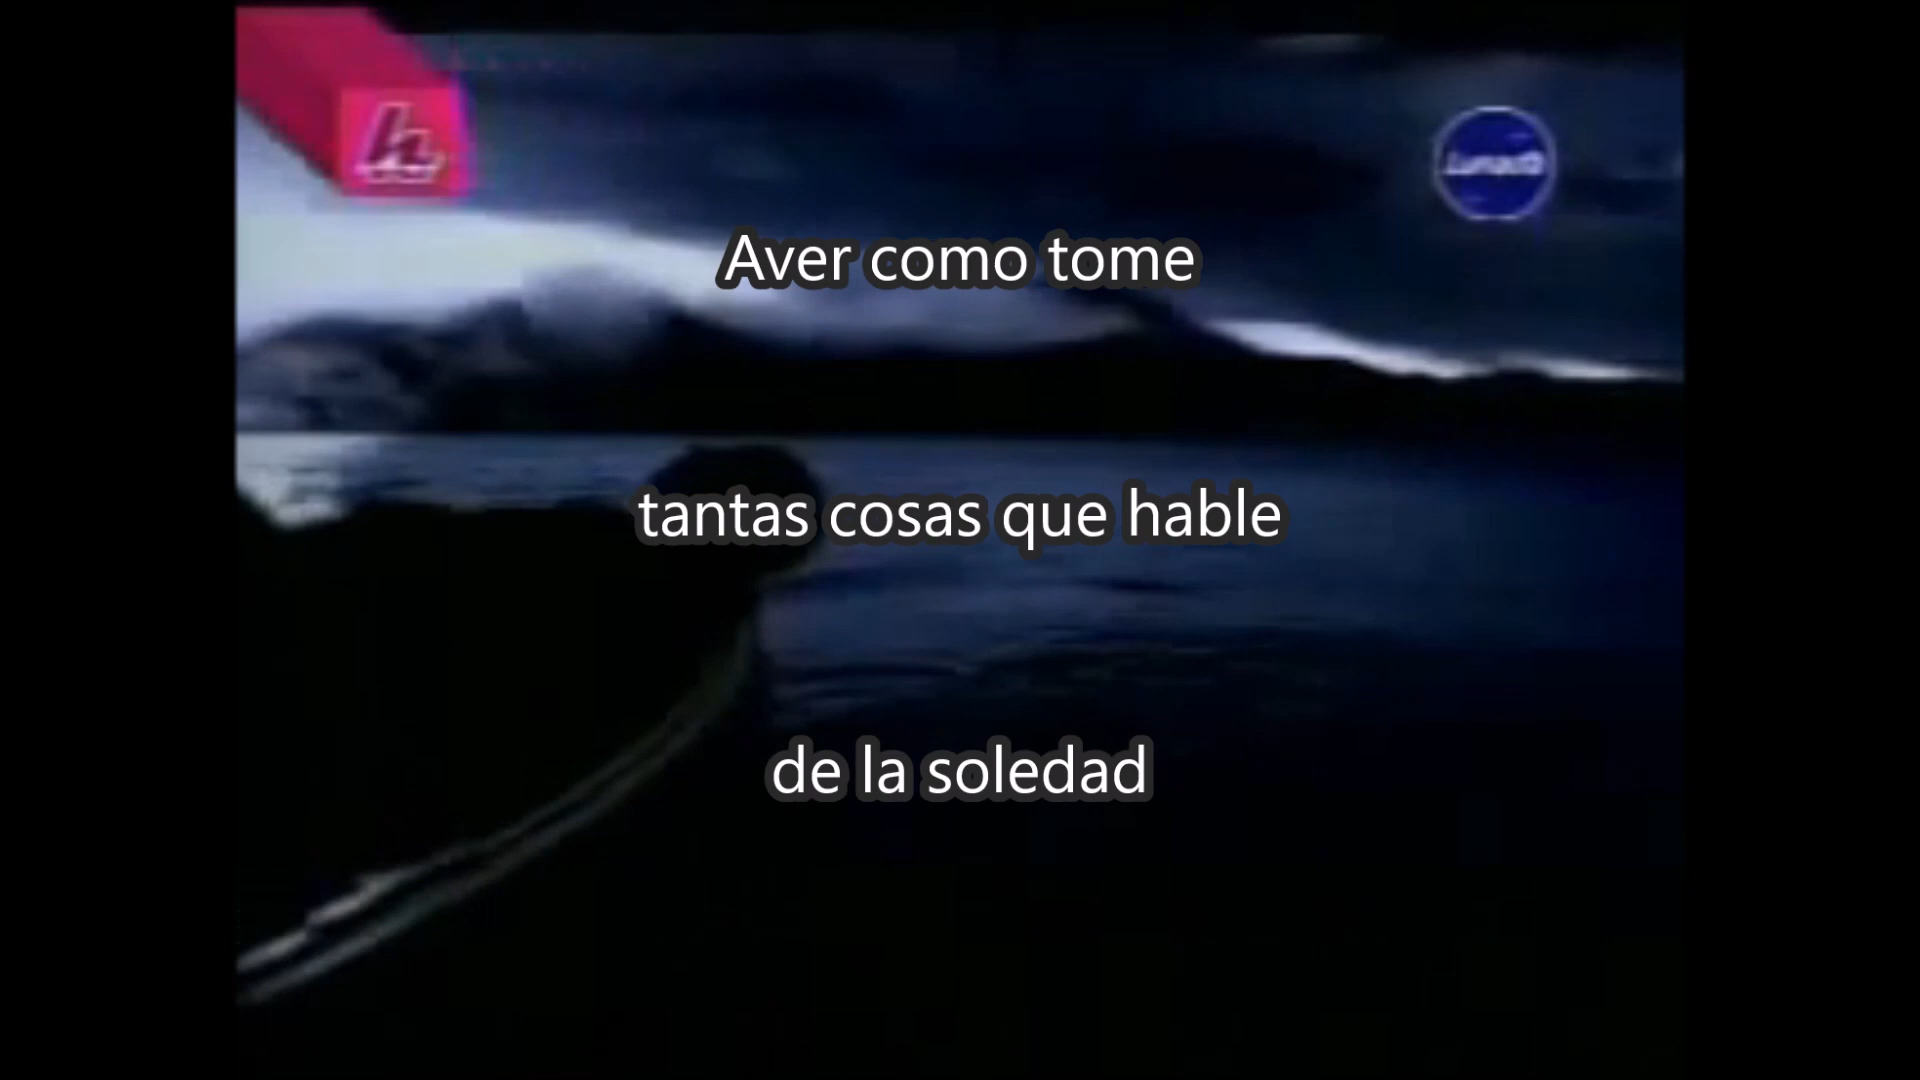 h
Aver como tome
tantas cosas que hable
de la soledad